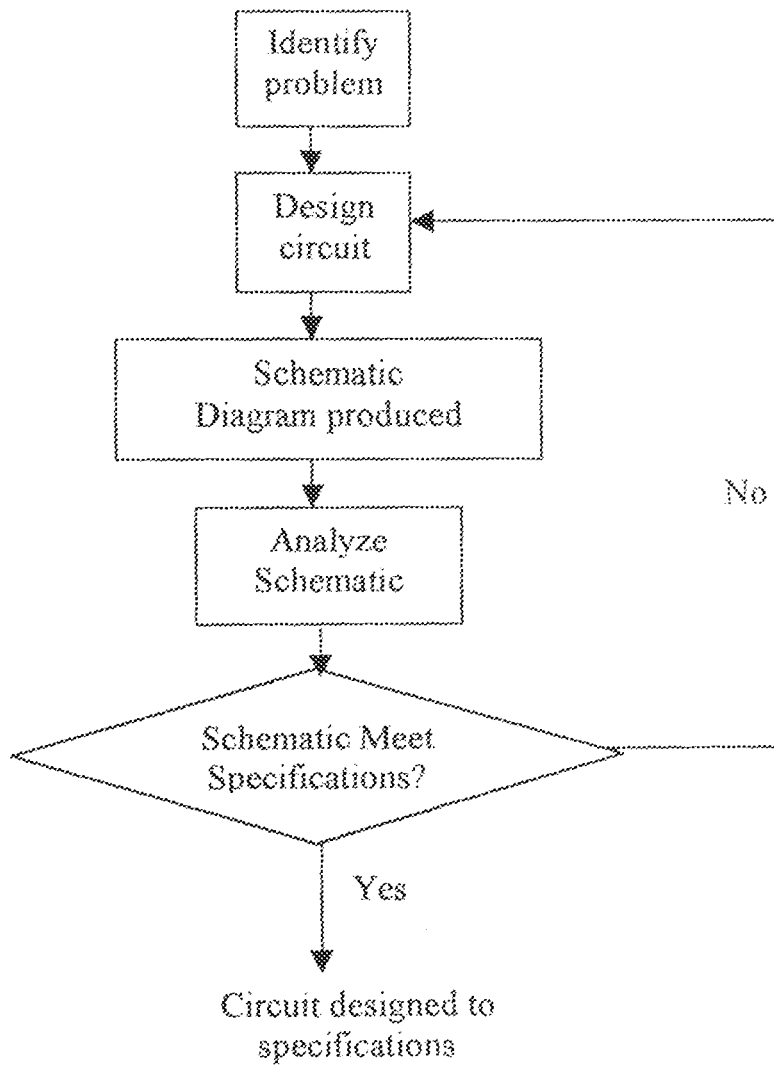 Identify
problem
Design
circuit
Schematic
Diagram produced
No
Analyze
Schematic
Schematic Meet
Specifications?
Yes
Circuit designed to
specifications